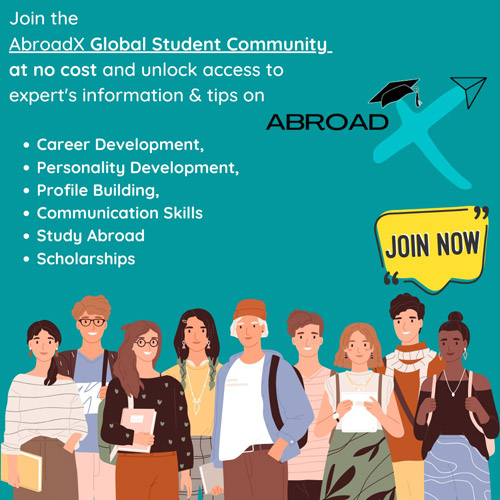 Join the
AbroadX Global Student Community
at no cost and unlock access to
expert's information & tips on
ABROAD X
• Career Development,
• Personality Development,
• Profile Building,
• Communication Skills
• Study Abroad
• Scholarships
"JOIN NOW"